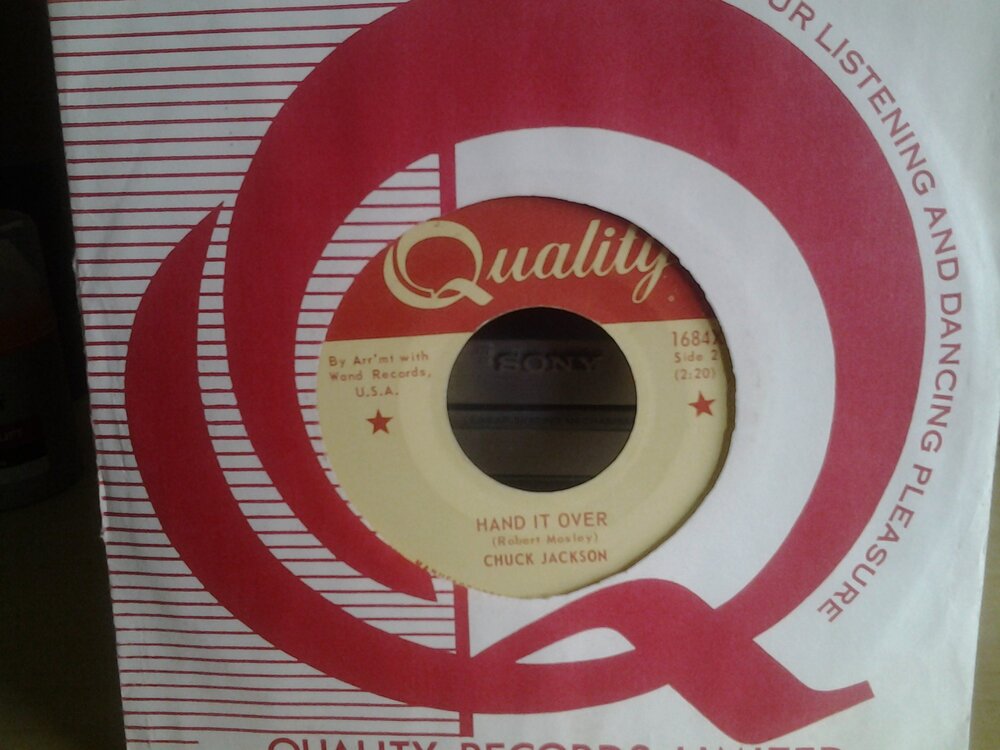 UR LISTENING AND DANCING PLEASURE
Quality
By Arr'mt with
Wand Records,
U.S.A.
1684X
Side 2
(2:20)
SONY
HAND IT OVER
(Robert Mosley)
CHUCK JACKSON
QUALITY RECORDS LIMITED